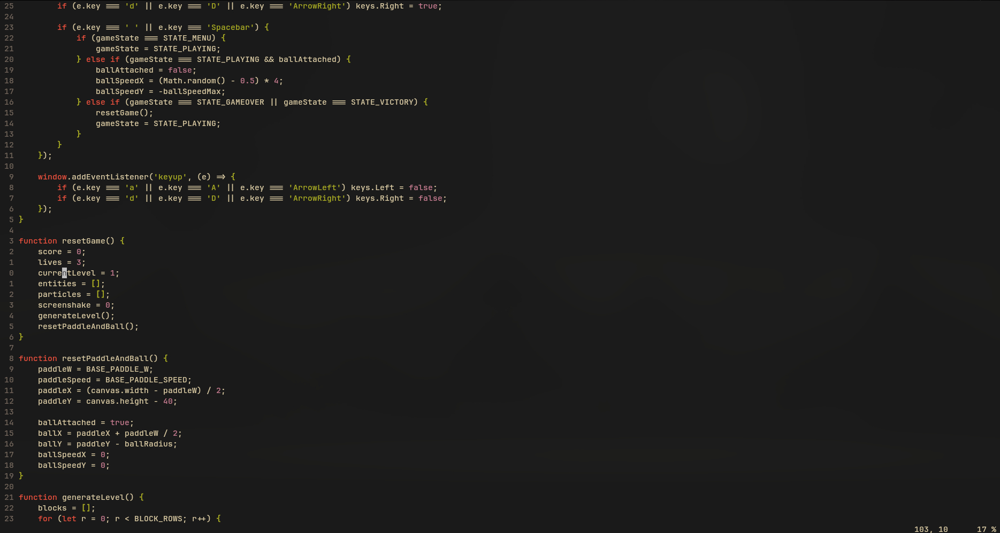 25         if (e.key === 'd' || e.key === 'D' || e.key === 'ArrowRight') keys.Right = true;
24
23         if (e.key === ' ' || e.key === 'Spacebar') {
22             if (gameState === STATE_MENU) {
21                 gameState = STATE_PLAYING;
20             } else if (gameState === STATE_PLAYING && ballAttached) {
19                 ballAttached = false;
18                 ballSpeedX = (Math.random() - 0.5) * 4;
17                 ballSpeedY = -ballSpeedMax;
16             } else if (gameState === STATE_GAMEOVER || gameState === STATE_VICTORY) {
15                 resetGame();
14                 gameState = STATE_PLAYING;
13             }
12         }
11     });
10
 9     window.addEventListener('keyup', (e) => {
 8         if (e.key === 'a' || e.key === 'A' || e.key === 'ArrowLeft') keys.Left = false;
 7         if (e.key === 'd' || e.key === 'D' || e.key === 'ArrowRight') keys.Right = false;
 6     });
 5 }
 4
 3 function resetGame() {
 2     score = 0;
 1     lives = 3;
 0     currentLevel = 1;
 1     entities = [];
 2     particles = [];
 3     screenshake = 0;
 4     generateLevel();
 5     resetPaddleAndBall();
 6 }
 7
 8 function resetPaddleAndBall() {
 9     paddleW = BASE_PADDLE_W;
10     paddleSpeed = BASE_PADDLE_SPEED;
11     paddleX = (canvas.width - paddleW) / 2;
12     paddleY = canvas.height - 40;
13
14     ballAttached = true;
15     ballX = paddleX + paddleW / 2;
16     ballY = paddleY - ballRadius;
17     ballSpeedX = 0;
18     ballSpeedY = 0;
19 }
20
21 function generateLevel() {
22     blocks = [];
23     for (let r = 0; r < BLOCK_ROWS; r++) {
103, 10      17 %